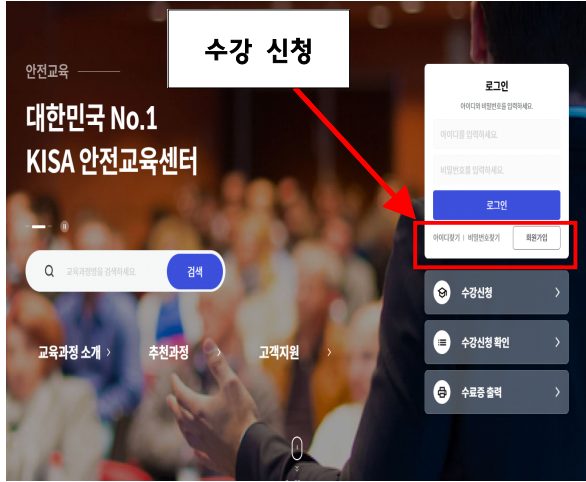 수강 신청
안전교육
대한민국 No.1
KISA 안전교육센터
교육과정명을 검색하세요.
검색
교육과정 소개
추천과정
고객지원
로그인
아이디와 비밀번호를 입력하세요.
아이디를 입력하세요.
비밀번호를 입력하세요.
로그인
아이디찾기 | 비밀번호찾기 회원가입
수강신청
수강신청 확인
수료증 출력